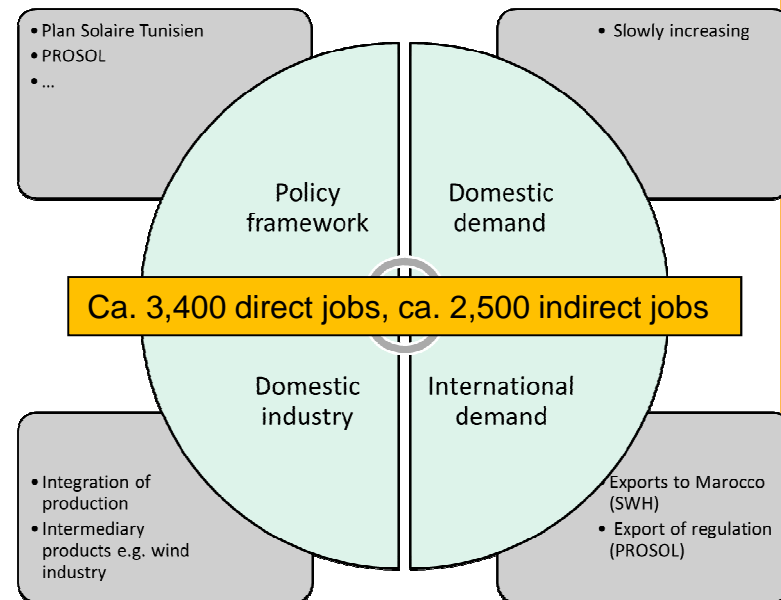 • Plan Solaire Tunisien
• PROSOL
• ...
• Slowly increasing
Policy
framework
Domestic
demand
Ca. 3,400 direct jobs, ca. 2,500 indirect jobs
Domestic
industry
International
demand
• Integration of
production
• Intermediary
products e.g. wind
industry
Exports to Marocco
(SWH)
• Export of regulation
(PROSOL)